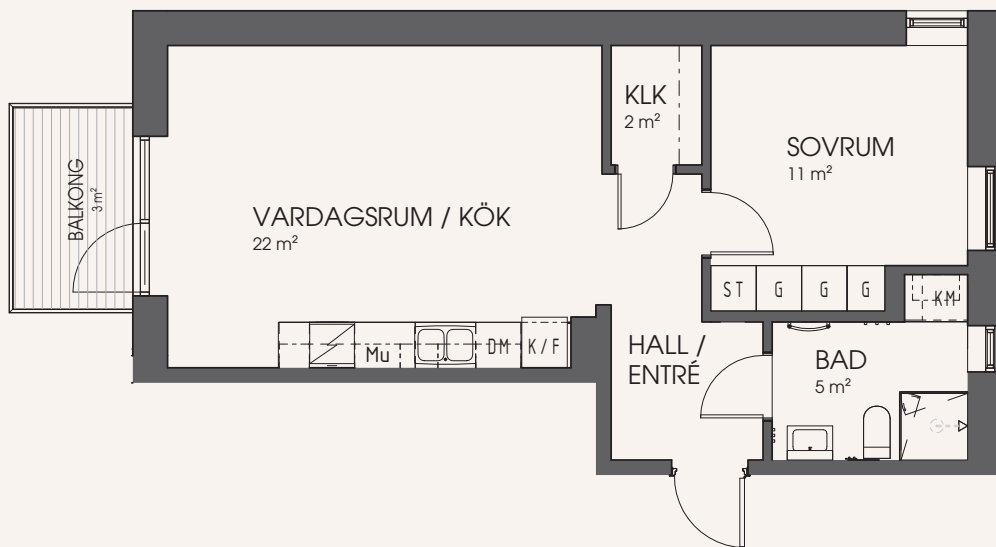 KLK
2 m²
SOVRUM
11 m²
BALKONG
3 m²
VARDAGSRUM / KÖK
22 m²
ST G G G
KM
Mu DM K/F
HALL /
ENTRÉ
BAD
5 m²